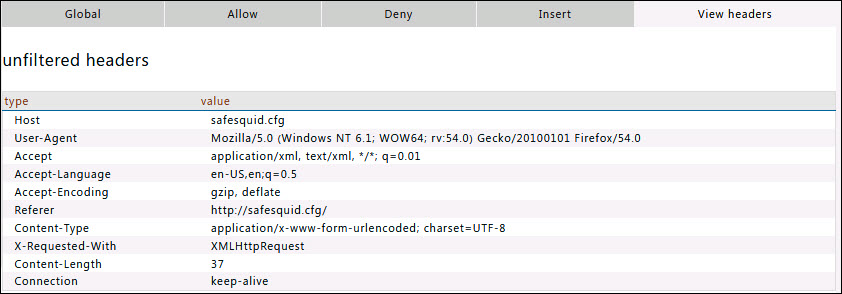 Global Allow Deny Insert View headers
unfiltered headers
type value
Host safesquid.cfg
User-Agent Mozilla/5.0 (Windows NT 6.1; WOW64; rv:54.0) Gecko/20100101 Firefox/54.0
Accept application/xml, text/xml, */*; q=0.01
Accept-Language en-US,en;q=0.5
Accept-Encoding gzip, deflate
Referer http://safesquid.cfg/
Content-Type application/x-www-form-urlencoded; charset=UTF-8
X-Requested-With XMLHttpRequest
Content-Length 37
Connection keep-alive